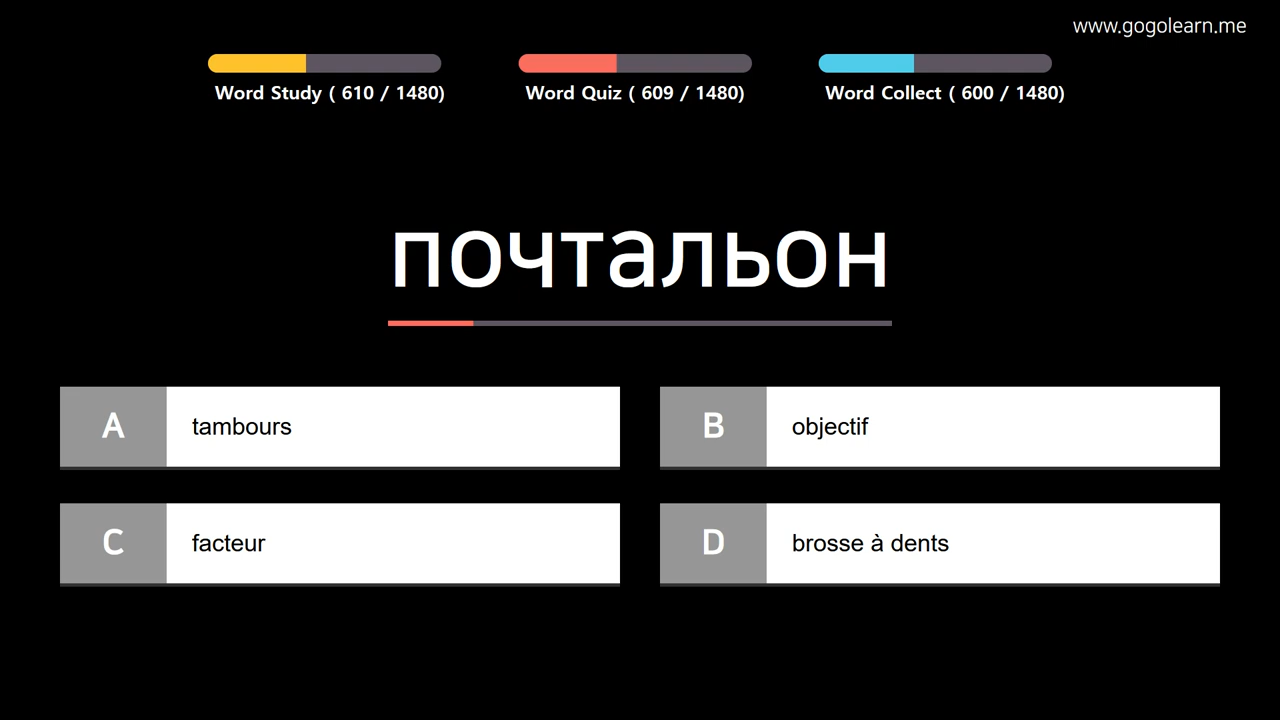 www.gogolearn.me
Word Study ( 610 / 1480)
Word Quiz ( 609 / 1480)
Word Collect ( 600 / 1480)
почтальон
A tambours
B objectif
C facteur
D brosse à dents